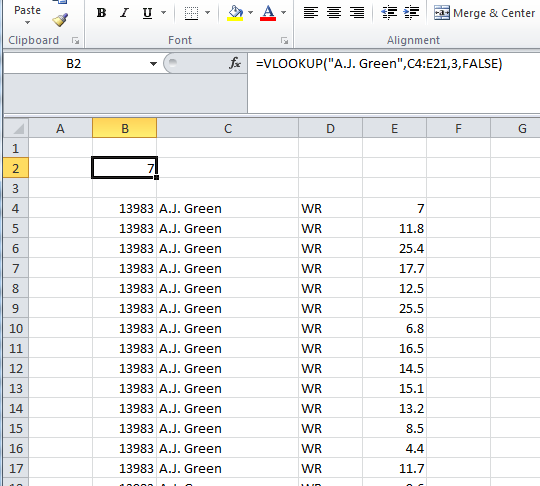 Paste B I U A Merge & Center
Clipboard Font Alignment
B2 fx =VLOOKUP("A.J. Green",C4:E21,3,FALSE)
A B C D E F G
1
2 7
3
4 13983 A.J. Green WR 7
5 13983 A.J. Green WR 11.8
6 13983 A.J. Green WR 25.4
7 13983 A.J. Green WR 17.7
8 13983 A.J. Green WR 12.5
9 13983 A.J. Green WR 25.5
10 13983 A.J. Green WR 6.8
11 13983 A.J. Green WR 16.5
12 13983 A.J. Green WR 14.5
13 13983 A.J. Green WR 15.1
14 13983 A.J. Green WR 13.2
15 13983 A.J. Green WR 8.5
16 13983 A.J. Green WR 4.4
17 13983 A.J. Green WR 11.7